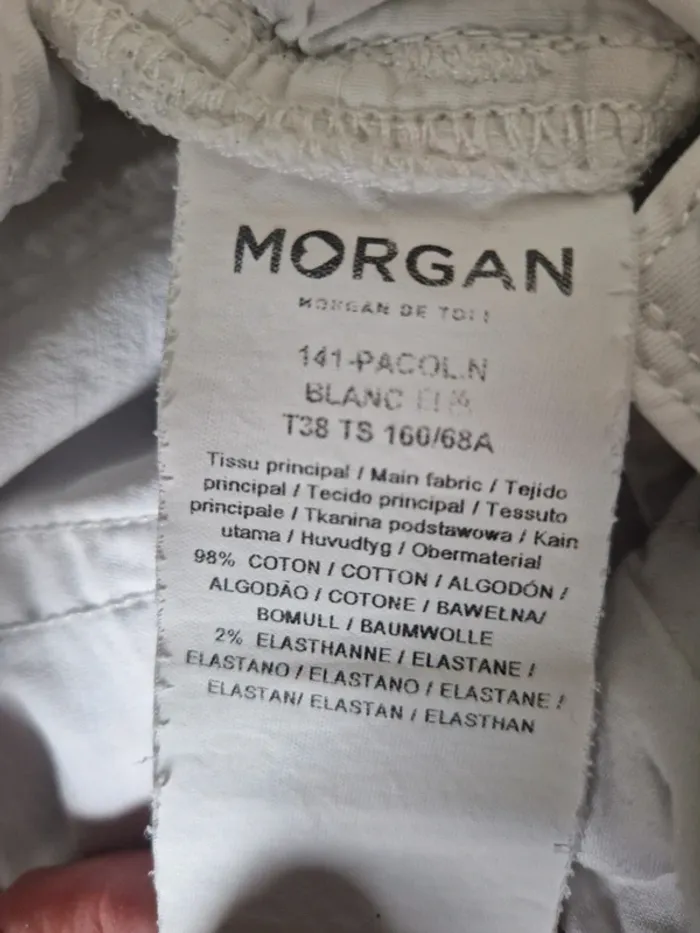 MORGAN
MORGAN DE TOI
141-PACOL.N
BLANC
T38 TS 160/68A
Tissu principal / Main fabric / Tejido
principal / Tecido principal / Tessuto
principale / Tkanina podstawowa / Kain
utama / Huvudtyg / Obermaterial
98% COTON / COTTON / ALGODÓN /
ALGODÃO / COTONE / BAWEŁNA/
BOMULL / BAUMWOLLE
2% ELASTHANNE / ELASTANE /
ELASTANO / ELASTANO / ELASTANE /
ELASTAN/ ELASTAN / ELASTHAN